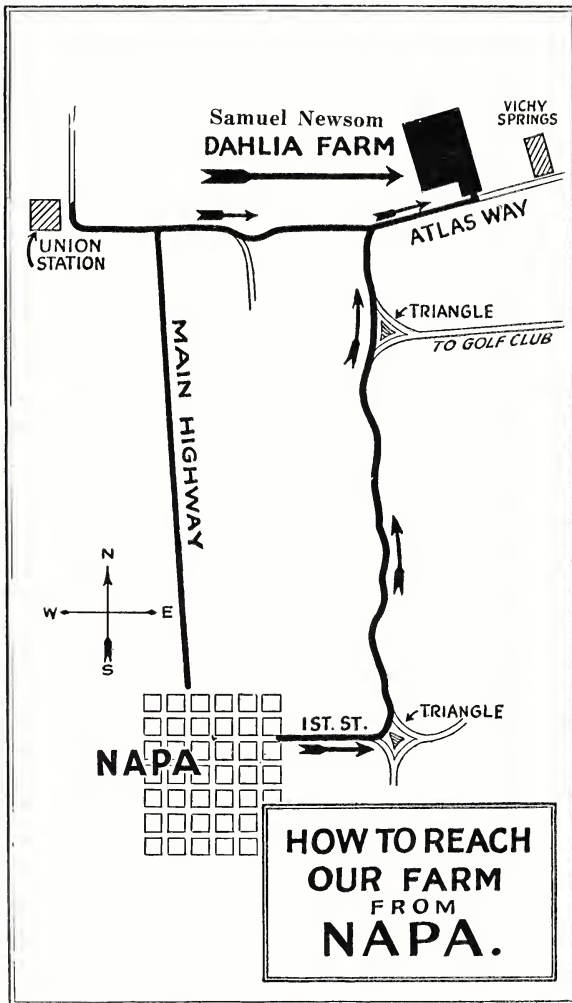 Samuel Newsom
DAHLIA FARM
VICHY
SPRINGS
UNION
STATION
ATLAS WAY
TRIANGLE
TO GOLF CLUB
MAIN HIGHWAY
N
W
E
S
1ST. ST.
TRIANGLE
NAPA
HOW TO REACH
OUR FARM
FROM
NAPA.